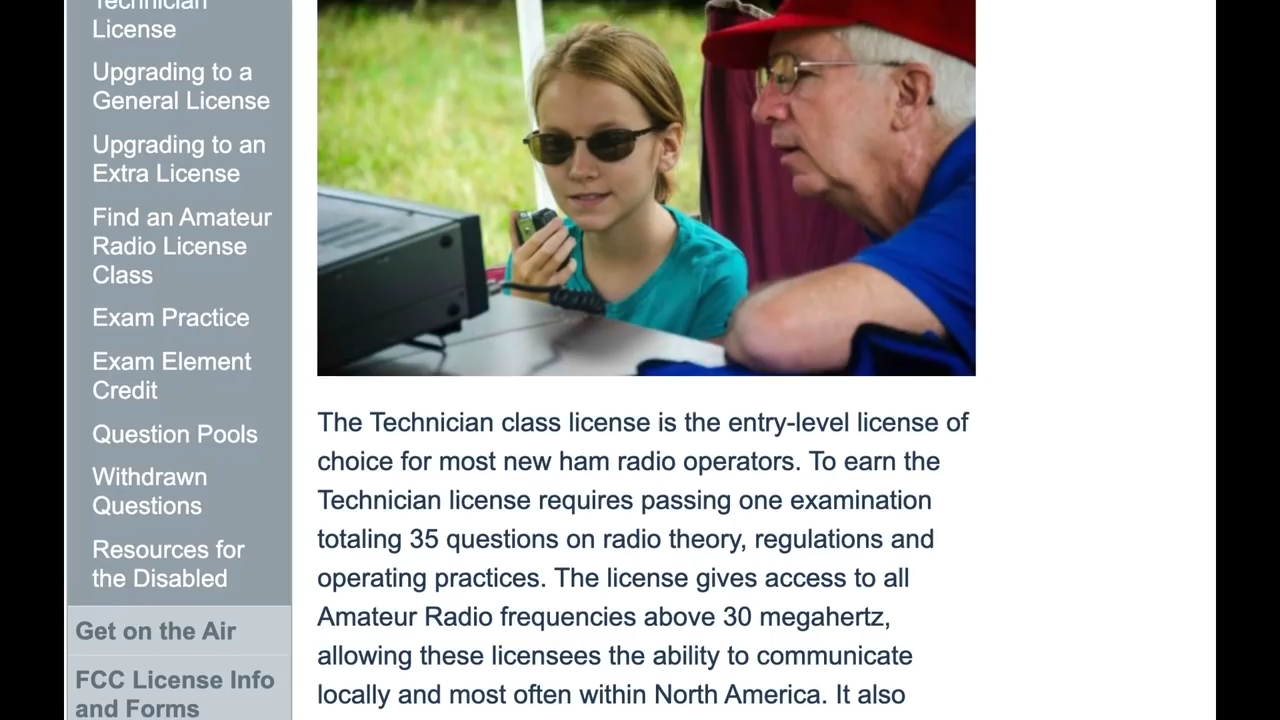 Technician
License
Upgrading to a
General License
Upgrading to an
Extra License
Find an Amateur
Radio License
Class
Exam Practice
Exam Element
Credit
Question Pools
Withdrawn
Questions
Resources for
the Disabled
Get on the Air
FCC License Info
and Forms
The Technician class license is the entry-level license of
choice for most new ham radio operators. To earn the
Technician license requires passing one examination
totaling 35 questions on radio theory, regulations and
operating practices. The license gives access to all
Amateur Radio frequencies above 30 megahertz,
allowing these licensees the ability to communicate
locally and most often within North America. It also